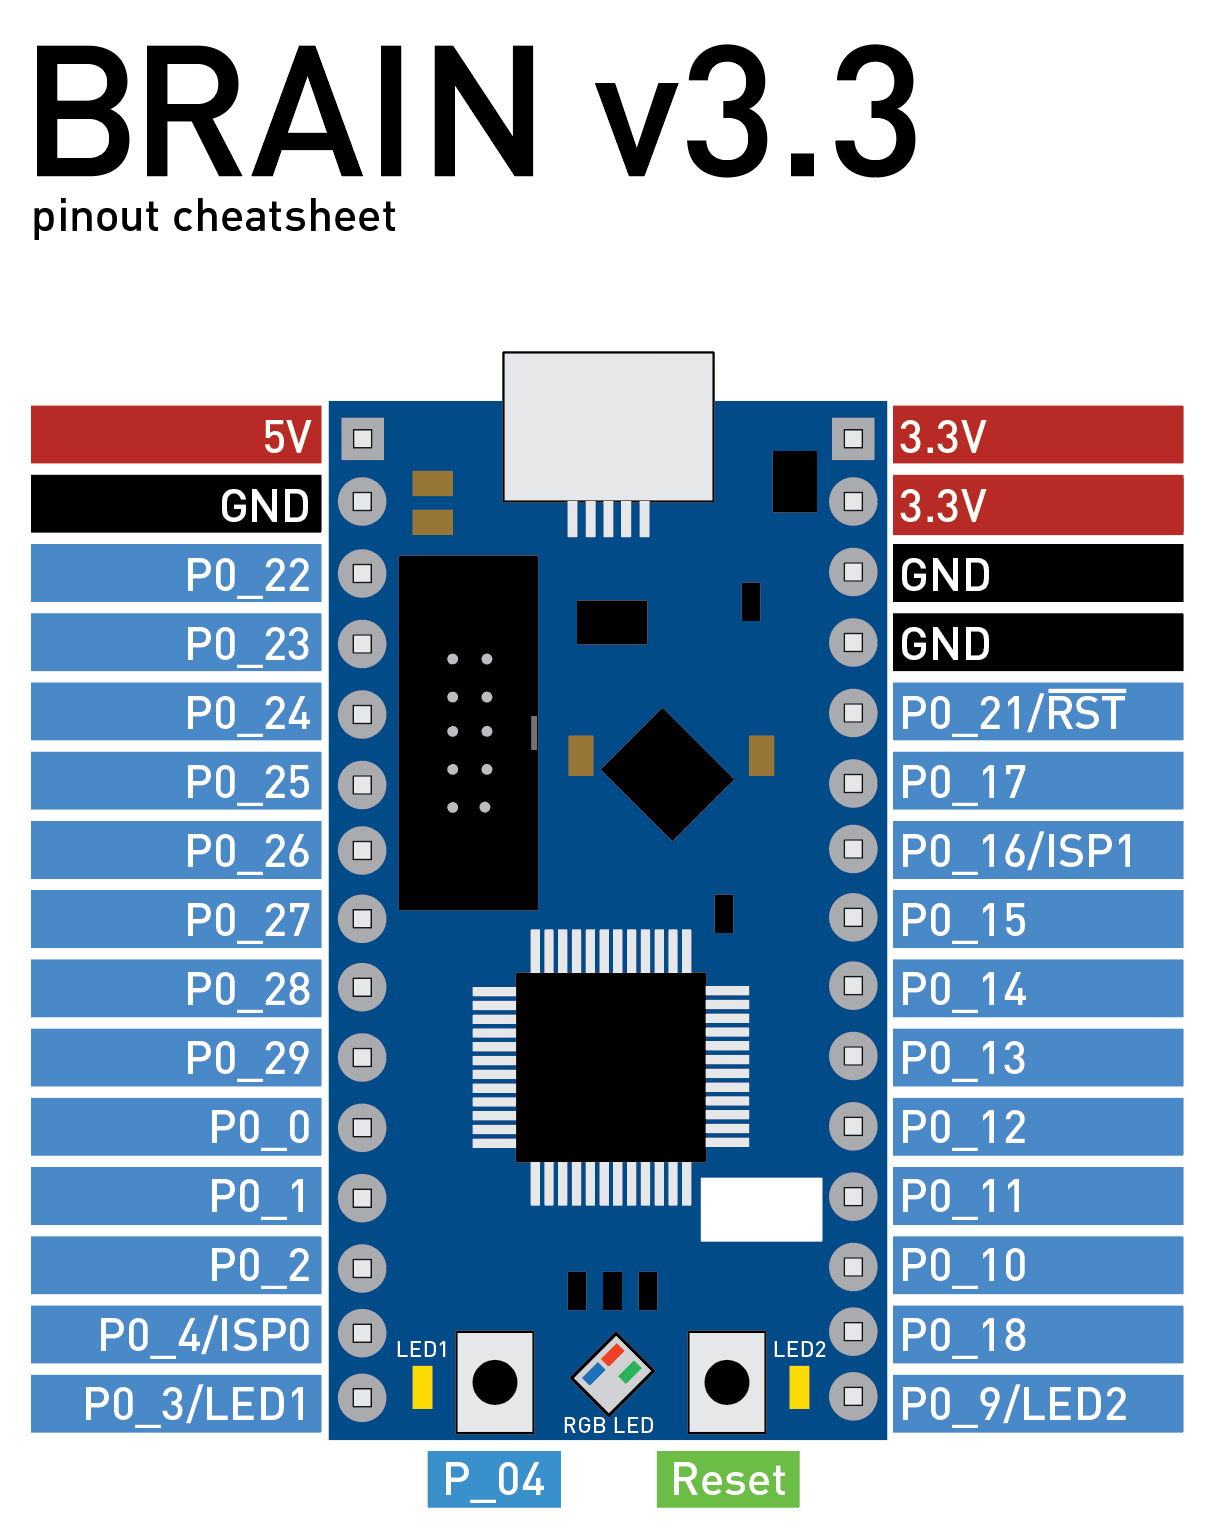 BRAIN v3.3
pinout cheatsheet
5V
GND
P0_22
P0_23
P0_24
P0_25
P0_26
P0_27
P0_28
P0_29
P0_0
P0_1
P0_2
P0_4/ISP0
P0_3/LED1
3.3V
3.3V
GND
GND
P0_21/R̅S̅T̅
P0_17
P0_16/ISP1
P0_15
P0_14
P0_13
P0_12
P0_11
P0_10
P0_18
P0_9/LED2
LED1
LED2
RGB LED
P_04
Reset